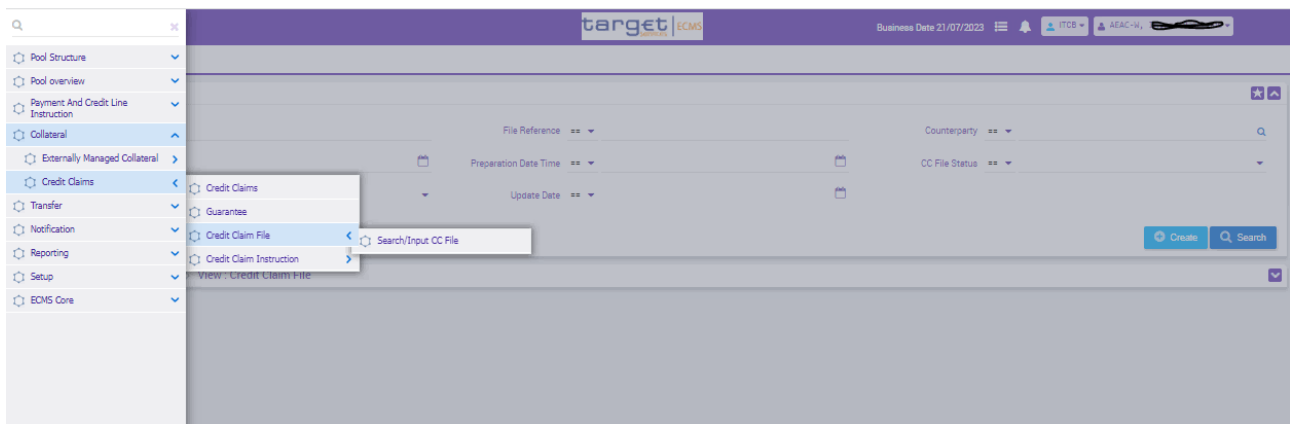 target | ECMS
services
Business Date 21/07/2023
ITCB
AEAC-W,
Pool Structure
Pool overview
Payment And Credit Line
Instruction
Collateral
Externally Managed Collateral
Credit Claims
Transfer
Notification
Reporting
Setup
ECMS Core
Credit Claims
Guarantee
Credit Claim File
Credit Claim Instruction
Search/Input CC File
File Reference ==
Counterparty ==
Preparation Date Time ==
CC File Status ==
Update Date ==
Create
Search
View : Credit Claim File